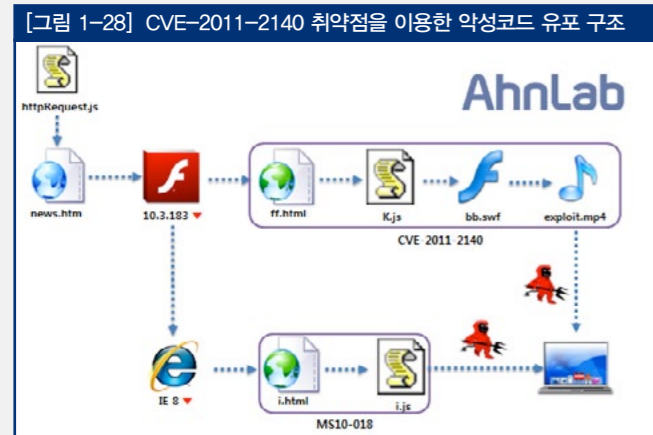 [그림 1-28] CVE-2011-2140 취약점을 이용한 악성코드 유포 구조
AhnLab
httpRequest.js
news.htm
10.3.183
ff.html
K.js
bb.swf
exploit.mp4
CVE-2011-2140
IE 8
i.html
i.js
MS10-018